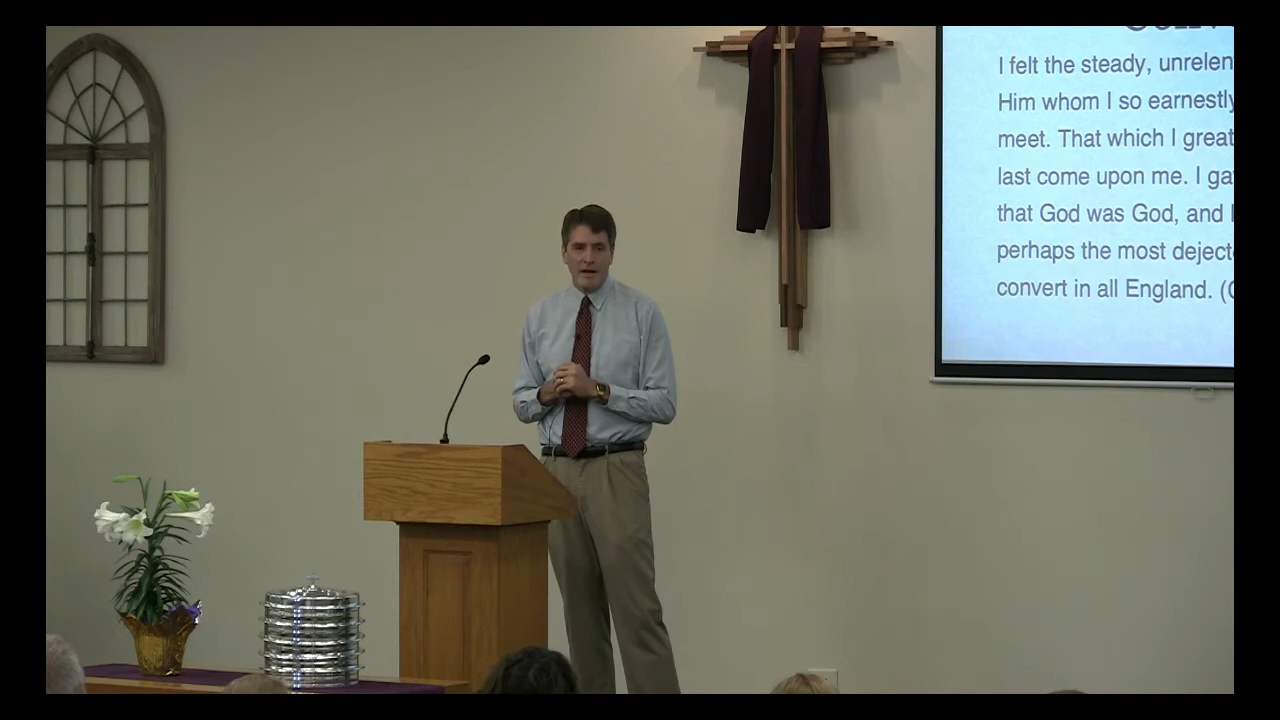 I felt the steady, unrelen
Him whom I so earnestly
meet. That which I great
last come upon me. I ga
that God was God, and
perhaps the most deject
convert in all England. (